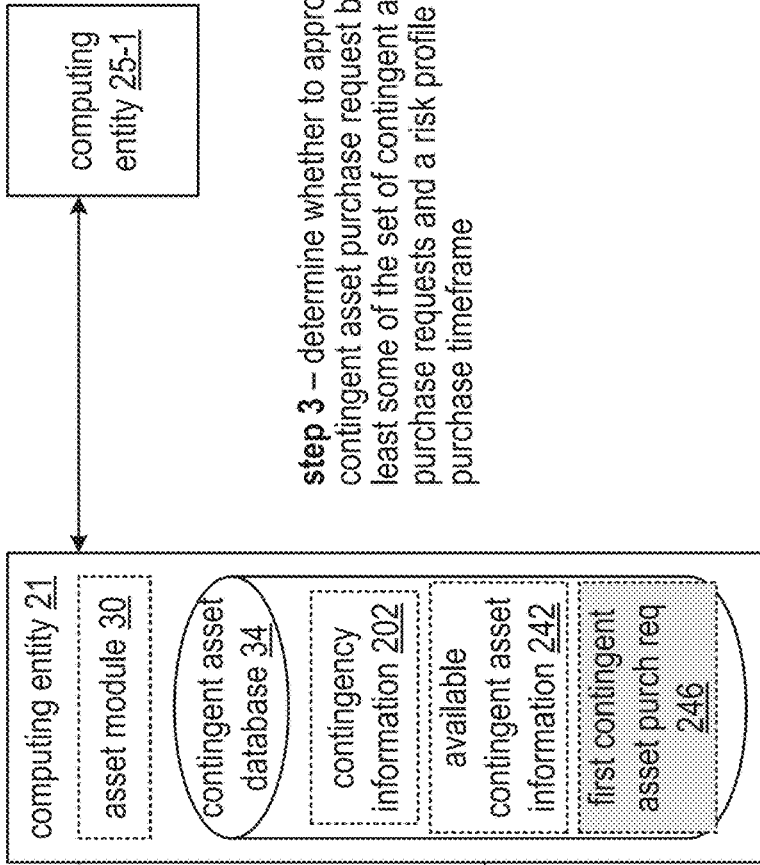 computing entity 21
asset module 30
contingent asset
database 34
contingency
information 202
available
contingent asset
information 242
first contingent
asset purch req
246
computing
entity 25-1
step 3 – determine whether to appro
contingent asset purchase request b
least some of the set of contingent a
purchase requests and a risk profile
purchase timeframe